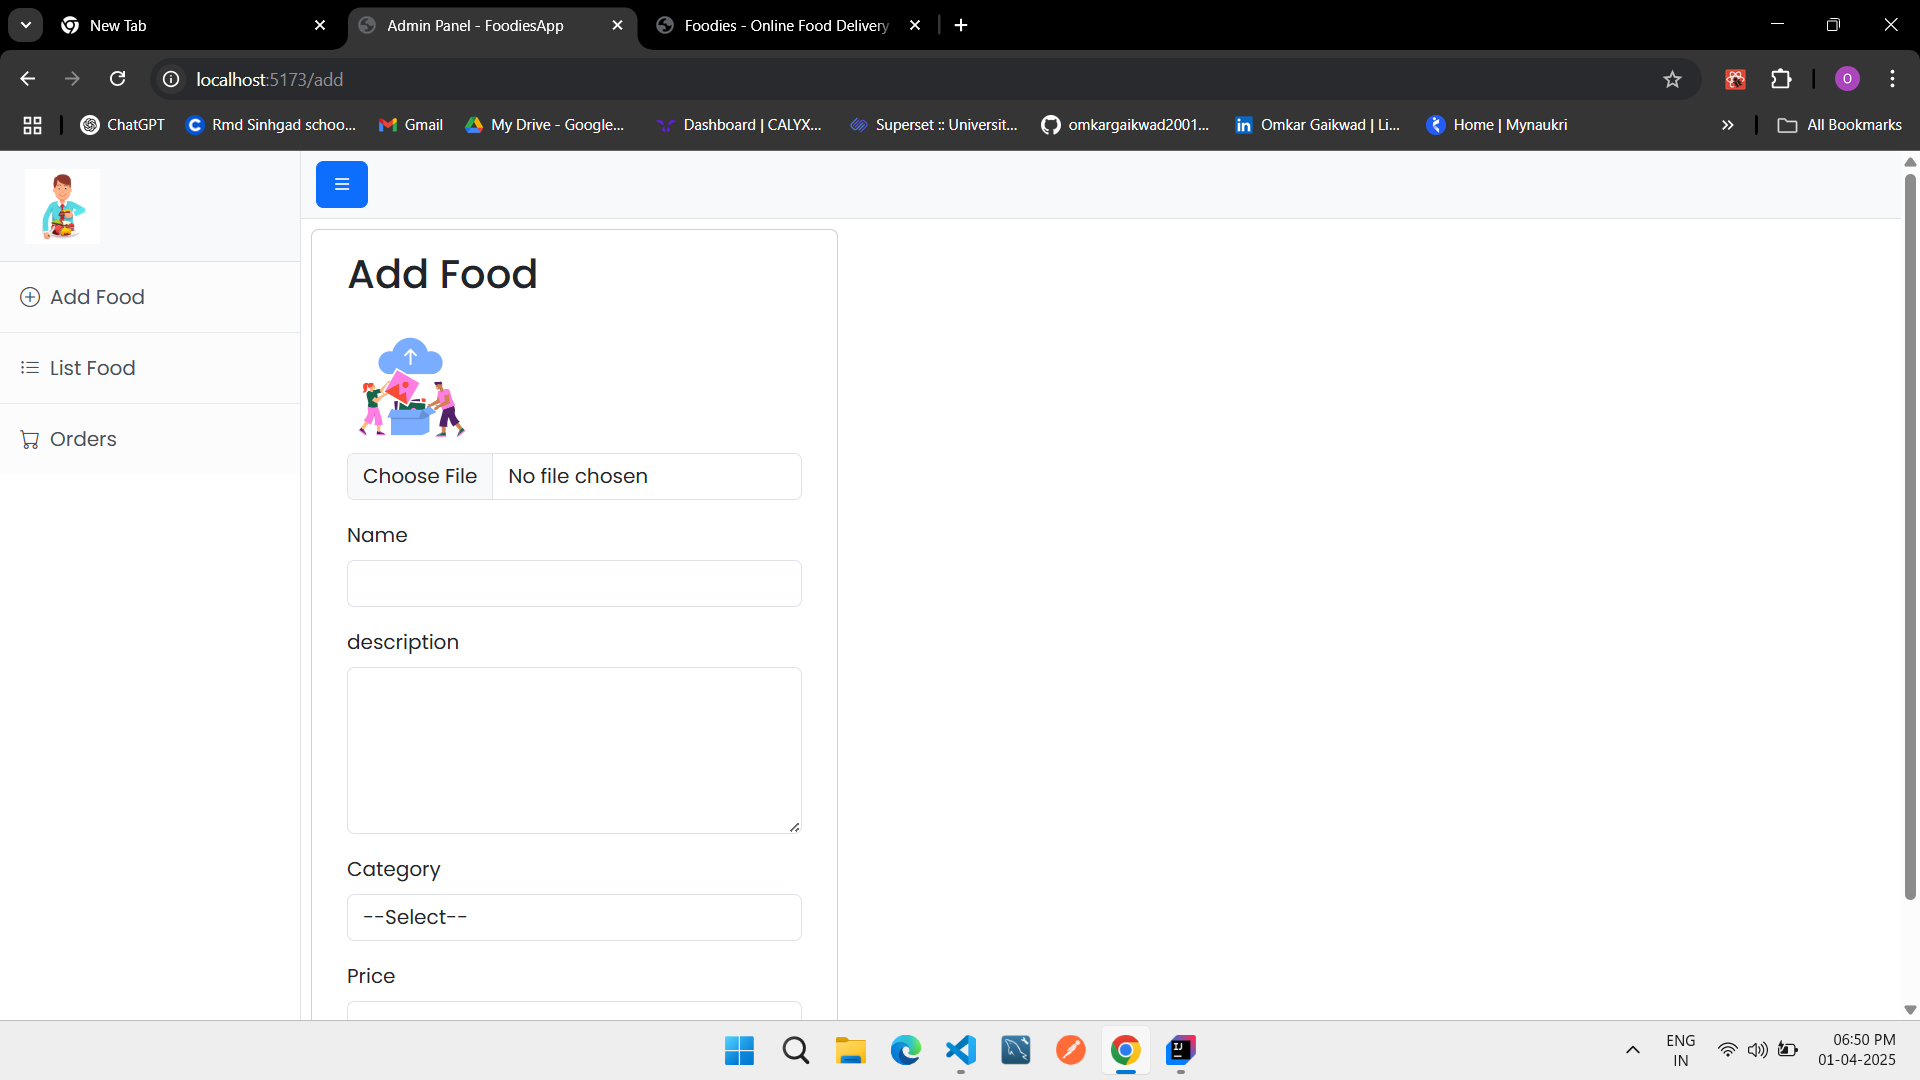 New Tab
Admin Panel - FoodiesApp
Foodies - Online Food Delivery
localhost:5173/add
ChatGPT
Rmd Sinhgad schoo...
Gmail
My Drive - Google...
Dashboard | CALYX...
Superset :: Universit...
omkargaikwad2001...
Omkar Gaikwad | Li...
Home | Mynaukri
All Bookmarks
O
Add Food
List Food
Orders
Add Food
Choose File No file chosen
Name
description
Category
--Select--
Price
IJ
ENG
IN
06:50 PM
01-04-2025